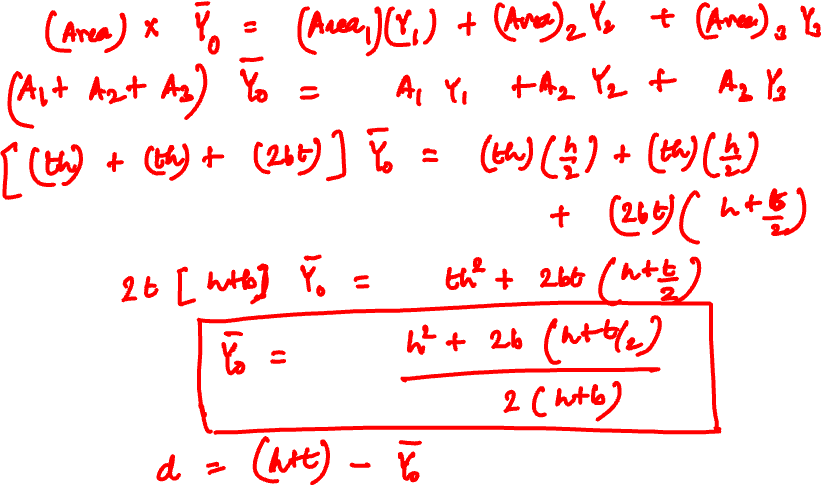 (Area) × Ȳ₀ = (Area₁)(Y₁) + (Area)₂ Y₂ + (Area)₃ Y₃
(A₁ + A₂ + A₃) Ȳ₀ = A₁ Y₁ + A₂ Y₂ + A₃ Y₃
[(th) + (th) + (2bt)] Ȳ₀ = (th)(h/2) + (th)(h/2)
+ (2bt)(h + t/2)
2t [h+b] Ȳ₀ = th² + 2bt (h + t/2)
Ȳ₀ = h² + 2b (h + t/2) / 2(h+b)
d = (h+t) − Ȳ₀